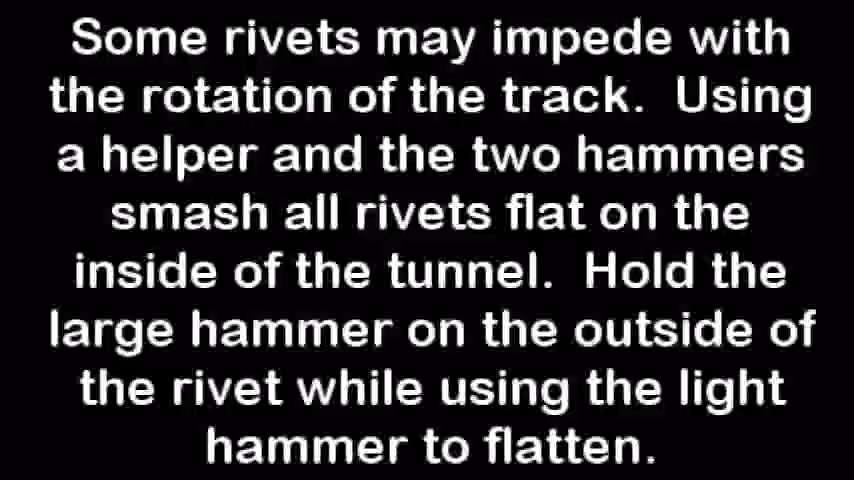 Some rivets may impede with
the rotation of the track.  Using
a helper and the two hammers
smash all rivets flat on the
inside of the tunnel.  Hold the
large hammer on the outside of
the rivet while using the light
hammer to flatten.